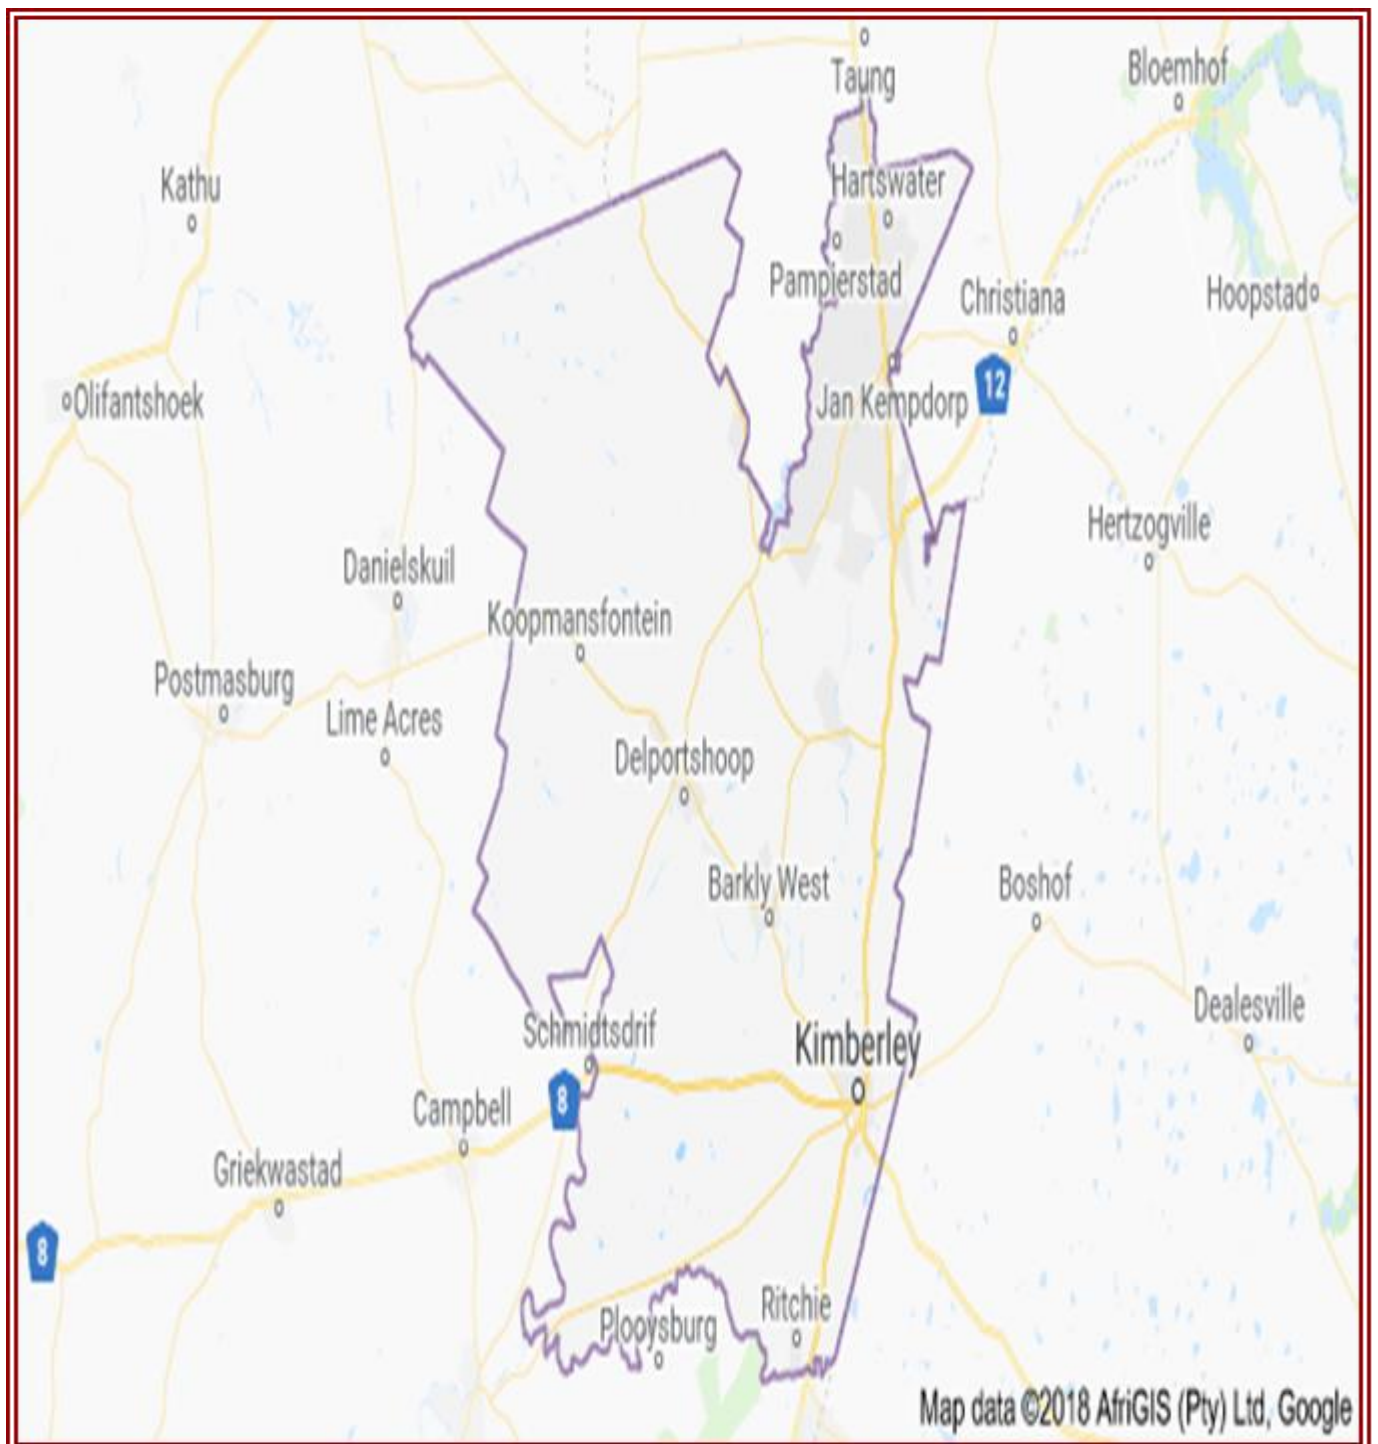 Taung
Bloemhof
Kathu
Hartswater
Pampierstad
Christiana
Hoopstad
12
Olifantshoek
Jan Kempdorp
Hertzogville
Danielskuil
Koopmansfontein
Postmasburg
Lime Acres
Delportshoop
Barkly West
Boshof
Dealesville
Schmidtsdrif
Kimberley
8
Campbell
Griekwastad
8
Ritchie
Plooysburg
Map data ©2018 AfriGIS (Pty) Ltd, Google